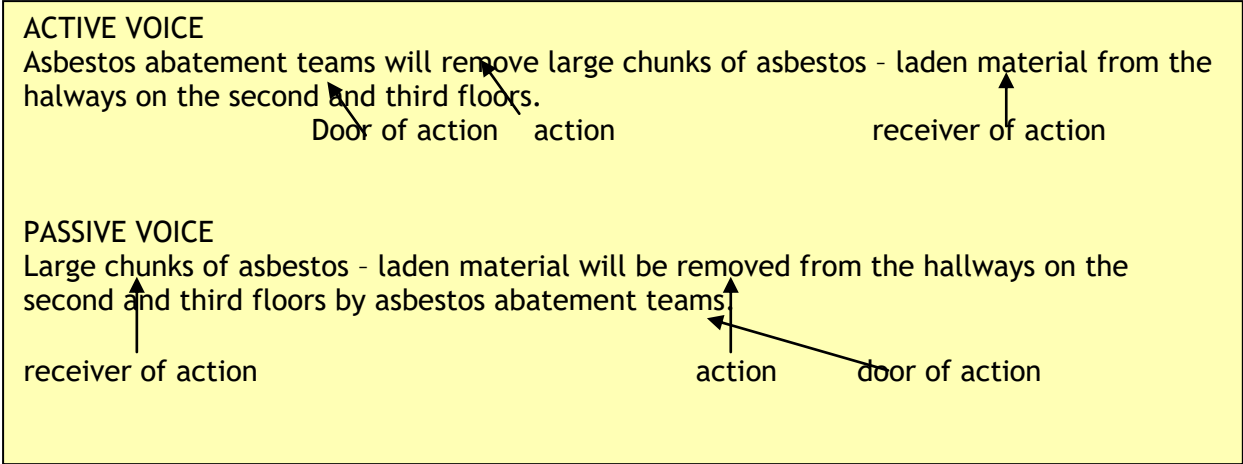 ACTIVE VOICE
Asbestos abatement teams will remove large chunks of asbestos – laden material from the
halways on the second and third floors.
Door of action action receiver of action
PASSIVE VOICE
Large chunks of asbestos – laden material will be removed from the hallways on the
second and third floors by asbestos abatement teams.
receiver of action action door of action